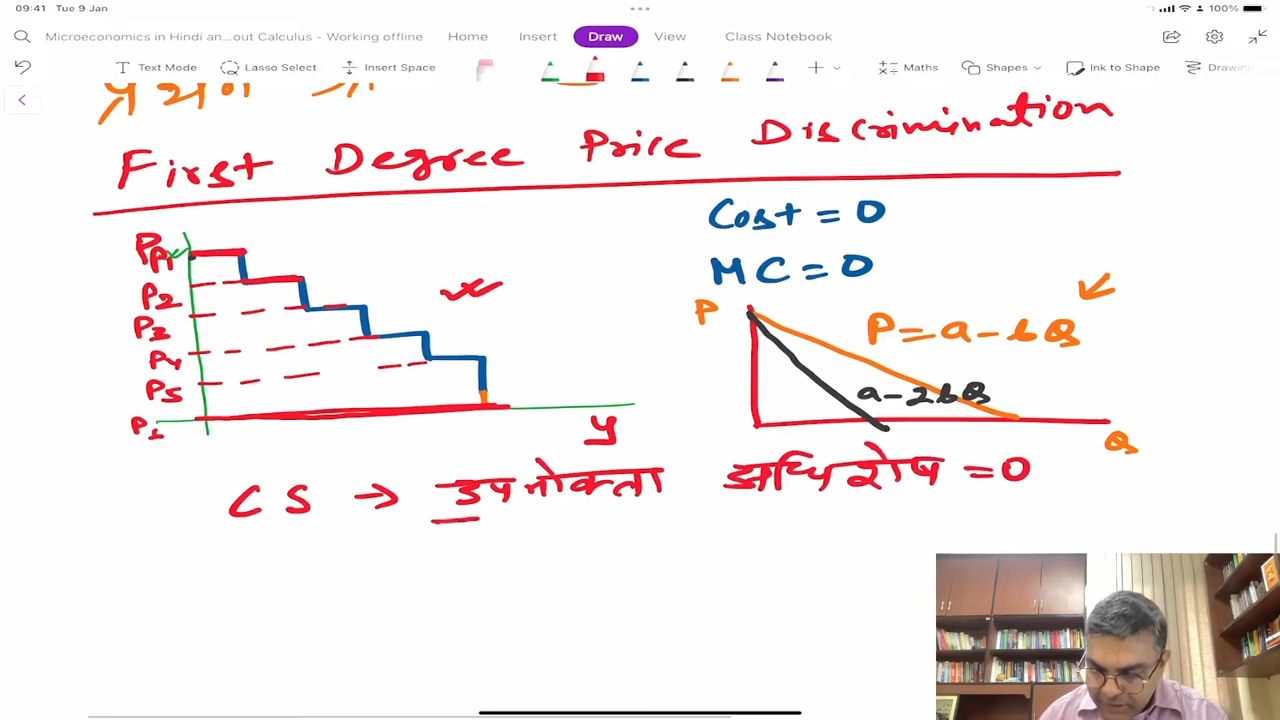 09:41 Tue 9 Jan
100%
Microeconomics in Hindi an...out Calculus - Working offline Home Insert Draw View Class Notebook
Text Mode Lasso Select Insert Space Maths Shapes Ink to Shape Drawing
First Degree Price Discrimination
Cost = 0
MC = 0
P
P1
P2
P3
P4
P5
y
P
P = a - bQ
a - 2bQ
Q
CS → उपभोक्ता अधिशेष = 0